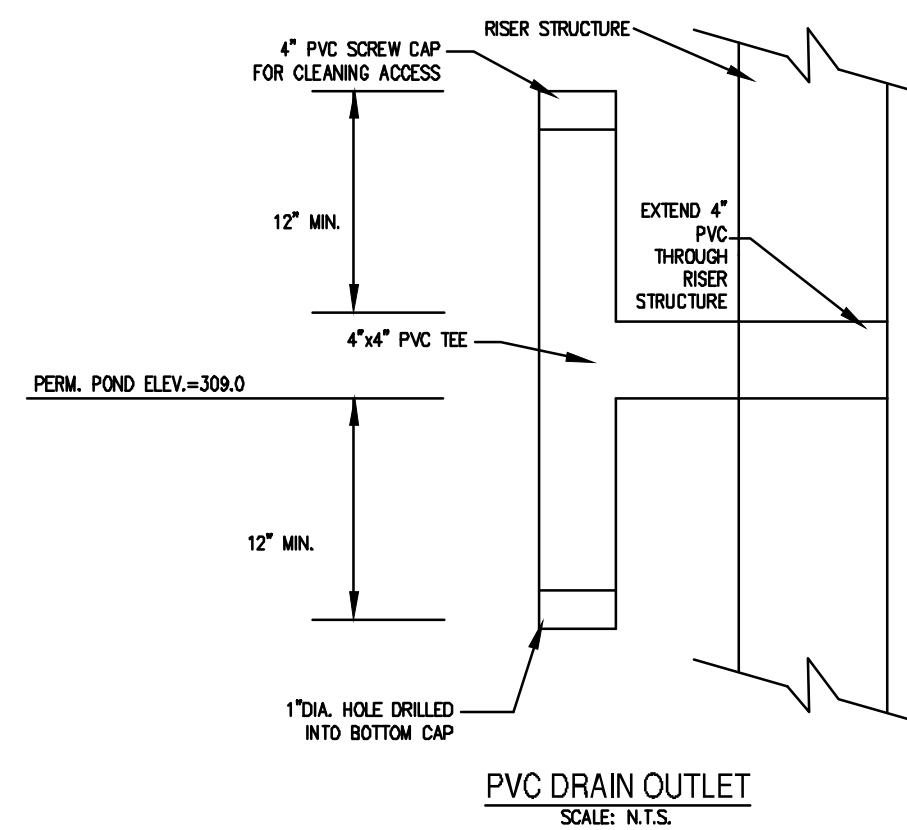 RISER STRUCTURE
4" PVC SCREW CAP
FOR CLEANING ACCESS
12" MIN.
EXTEND 4"
PVC
THROUGH
RISER
STRUCTURE
4"x4" PVC TEE
PERM. POND ELEV.=309.0
12" MIN.
1"DIA. HOLE DRILLED
INTO BOTTOM CAP
PVC DRAIN OUTLET
SCALE: N.T.S.